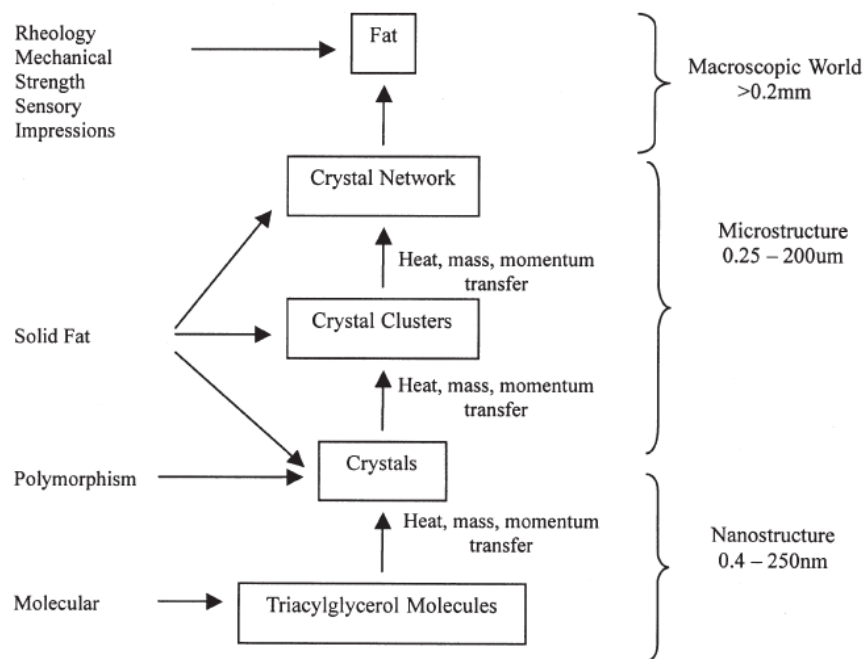 Rheology
Mechanical
Strength
Sensory
Impressions
Fat
Macroscopic World
>0.2mm
Crystal Network
Heat, mass, momentum
transfer
Microstructure
0.25 – 200um
Solid Fat
Crystal Clusters
Heat, mass, momentum
transfer
Polymorphism
Crystals
Heat, mass, momentum
transfer
Nanostructure
0.4 – 250nm
Molecular
Triacylglycerol Molecules